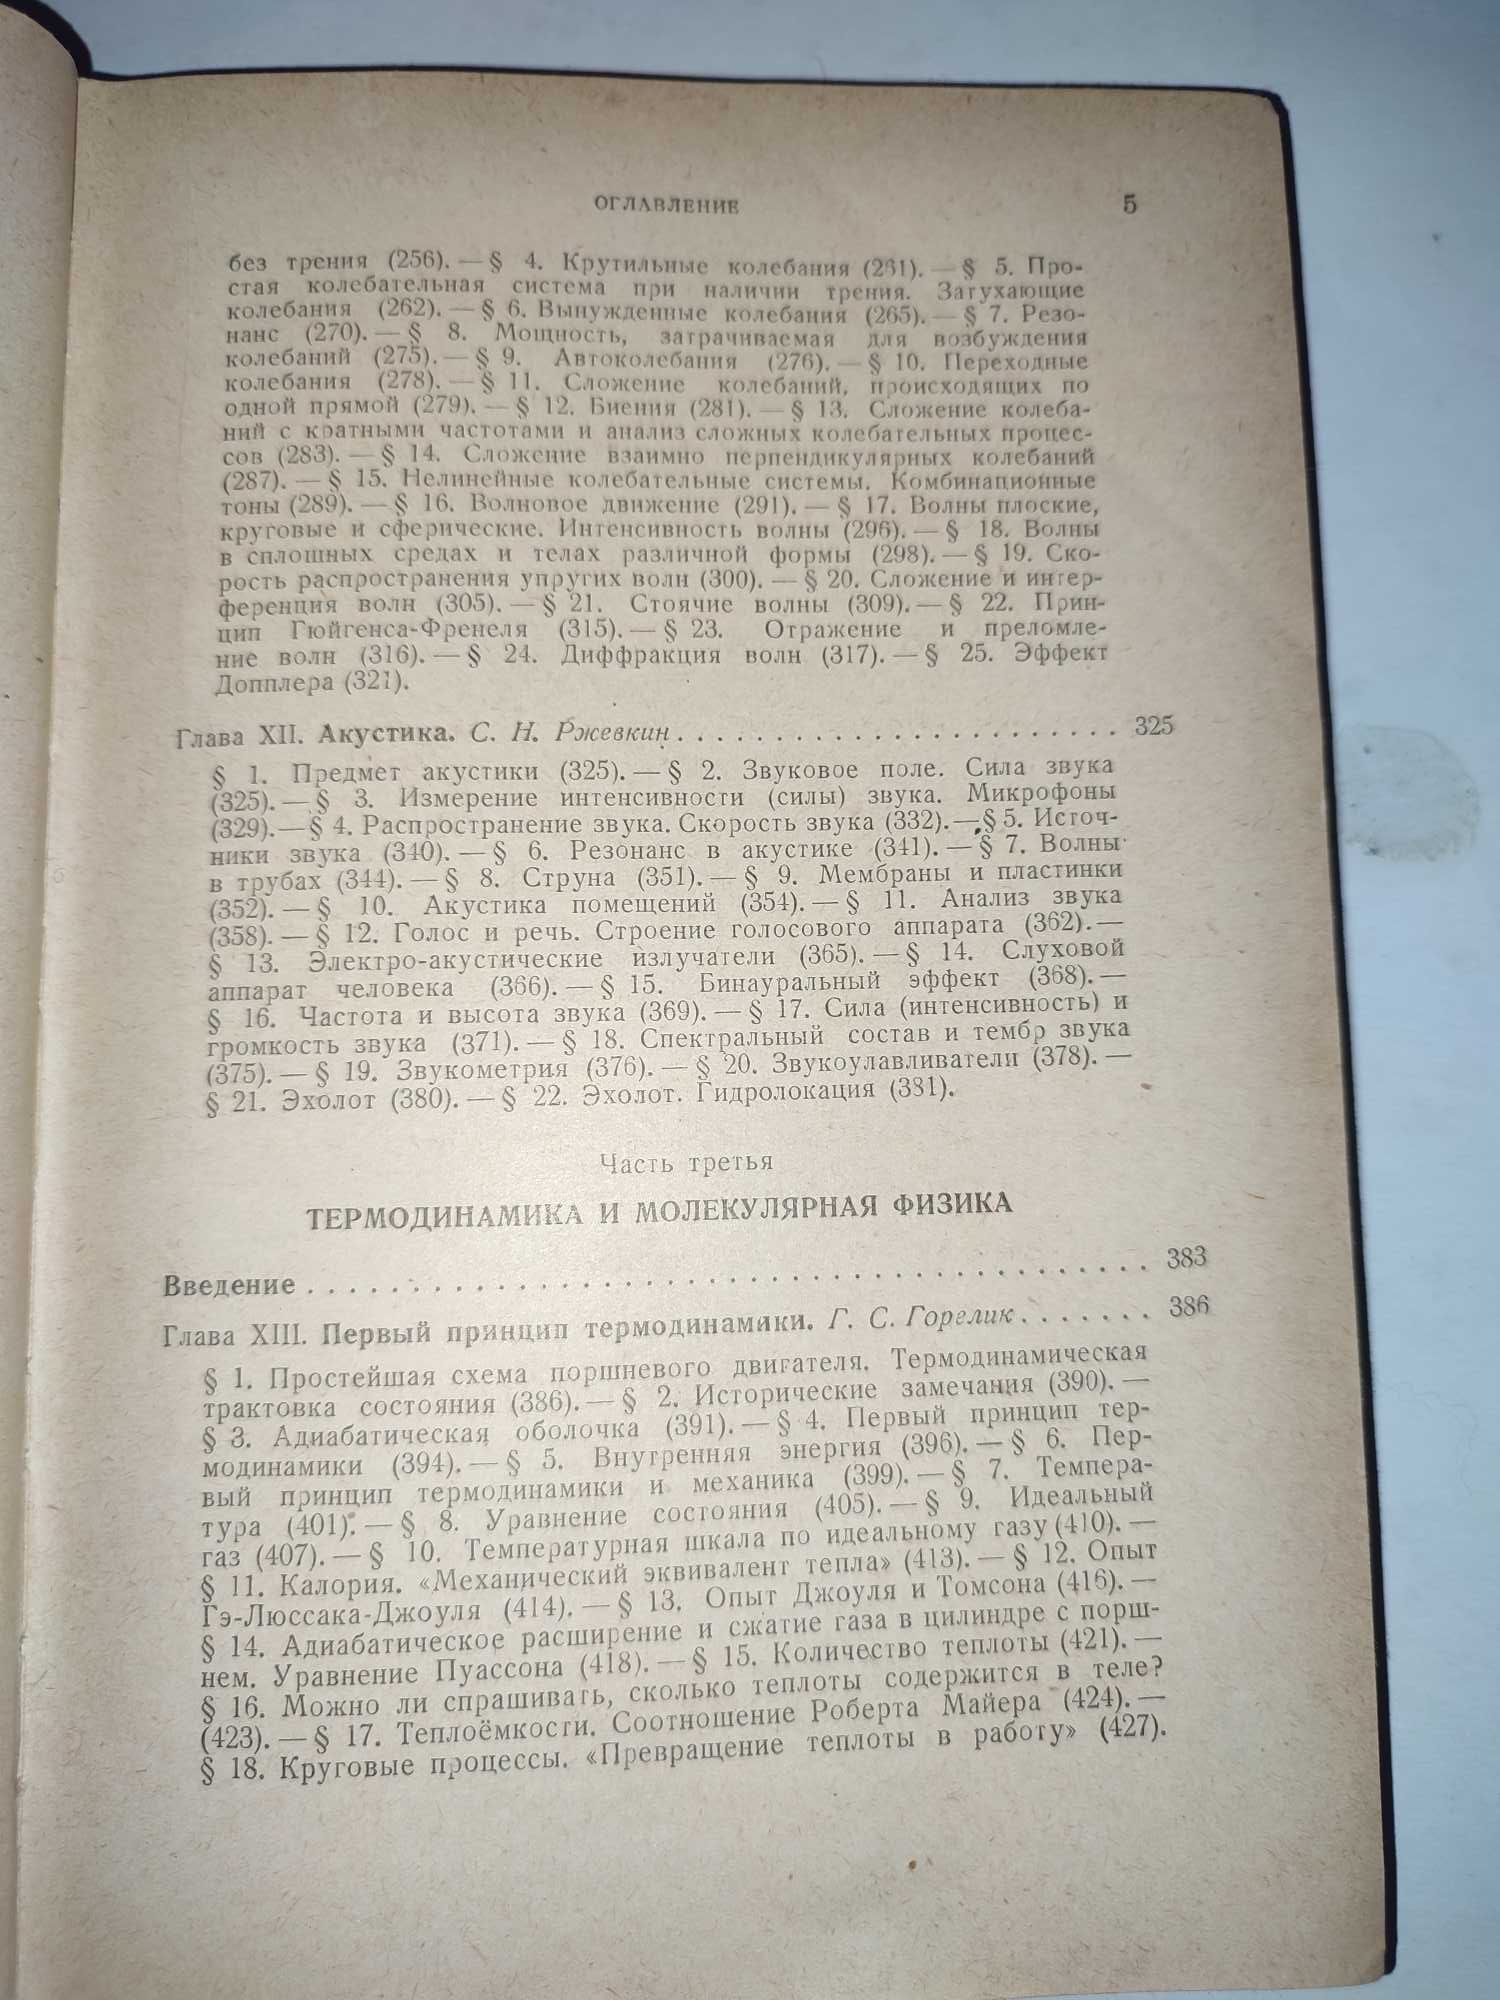 ОГЛАВЛЕНИЕ 5
без трения (256). — § 4. Крутильные колебания (261). — § 5. Про-
стая колебательная система при наличии трения. Затухающие
колебания (262). — § 6. Вынужденные колебания (265). — § 7. Резо-
нанс (270). — § 8. Мощность, затрачиваемая для возбуждения
колебаний (275). — § 9. Автоколебания (276). — § 10. Переходные
колебания (278). — § 11. Сложение колебаний, происходящих по
одной прямой (279). — § 12. Биения (281). — § 13. Сложение колеба-
ний с кратными частотами и анализ сложных колебательных процес-
сов (283). — § 14. Сложение взаимно перпендикулярных колебаний
(287). — § 15. Нелинейные колебательные системы. Комбинационные
тоны (289). — § 16. Волновое движение (291). — § 17. Волны плоские,
круговые и сферические. Интенсивность волны (296). — § 18. Волны
в сплошных средах и телах различной формы (298). — § 19. Ско-
рость распространения упругих волн (300). — § 20. Сложение и интер-
ференция волн (305). — § 21. Стоячие волны (309). — § 22. Прин-
цип Гюйгенса-Френеля (315). — § 23. Отражение и преломле-
ние волн (316). — § 24. Диффракция волн (317). — § 25. Эффект
Допплера (321).
Глава XII. Акустика. С. Н. Ржевкин . . . . . . . . . . . . . . . . . . . . . . . 325
§ 1. Предмет акустики (325). — § 2. Звуковое поле. Сила звука
(325). — § 3. Измерение интенсивности (силы) звука. Микрофоны
(329). — § 4. Распространение звука. Скорость звука (332). — § 5. Источ-
ники звука (340). — § 6. Резонанс в акустике (341). — § 7. Волны
в трубах (344). — § 8. Струна (351). — § 9. Мембраны и пластинки
(352). — § 10. Акустика помещений (354). — § 11. Анализ звука
(358). — § 12. Голос и речь. Строение голосового аппарата (362). —
§ 13. Электро-акустические излучатели (365). — § 14. Слуховой
аппарат человека (366). — § 15. Бинауральный эффект (368). —
§ 16. Частота и высота звука (369). — § 17. Сила (интенсивность) и
громкость звука (371). — § 18. Спектральный состав и тембр звука
(375). — § 19. Звукометрия (376). — § 20. Звукоулавливатели (378). —
§ 21. Эхолот (380). — § 22. Эхолот. Гидролокация (381).
Часть третья
ТЕРМОДИНАМИКА И МОЛЕКУЛЯРНАЯ ФИЗИКА
Введение . . . . . . . . . . . . . . . . . . . . . . . . . . . . . . . . . . . . . . 383
Глава XIII. Первый принцип термодинамики. Г. С. Горелик . . . . . . . 386
§ 1. Простейшая схема поршневого двигателя. Термодинамическая
трактовка состояния (386). — § 2. Исторические замечания (390). —
§ 3. Адиабатическая оболочка (391). — § 4. Первый принцип тер-
модинамики (394). — § 5. Внутренняя энергия (396). — § 6. Пер-
вый принцип термодинамики и механика (399). — § 7. Темпера-
тура (401). — § 8. Уравнение состояния (405). — § 9. Идеальный
газ (407). — § 10. Температурная шкала по идеальному газу (410). —
§ 11. Калория. «Механический эквивалент тепла» (413). — § 12. Опыт
Гэ-Люссака-Джоуля (414). — § 13. Опыт Джоуля и Томсона (416). —
§ 14. Адиабатическое расширение и сжатие газа в цилиндре с порш-
нем. Уравнение Пуассона (418). — § 15. Количество теплоты (421). —
§ 16. Можно ли спрашивать, сколько теплоты содержится в теле?
(423). — § 17. Теплоёмкости. Соотношение Роберта Майера (424). —
§ 18. Круговые процессы. «Превращение теплоты в работу» (427).